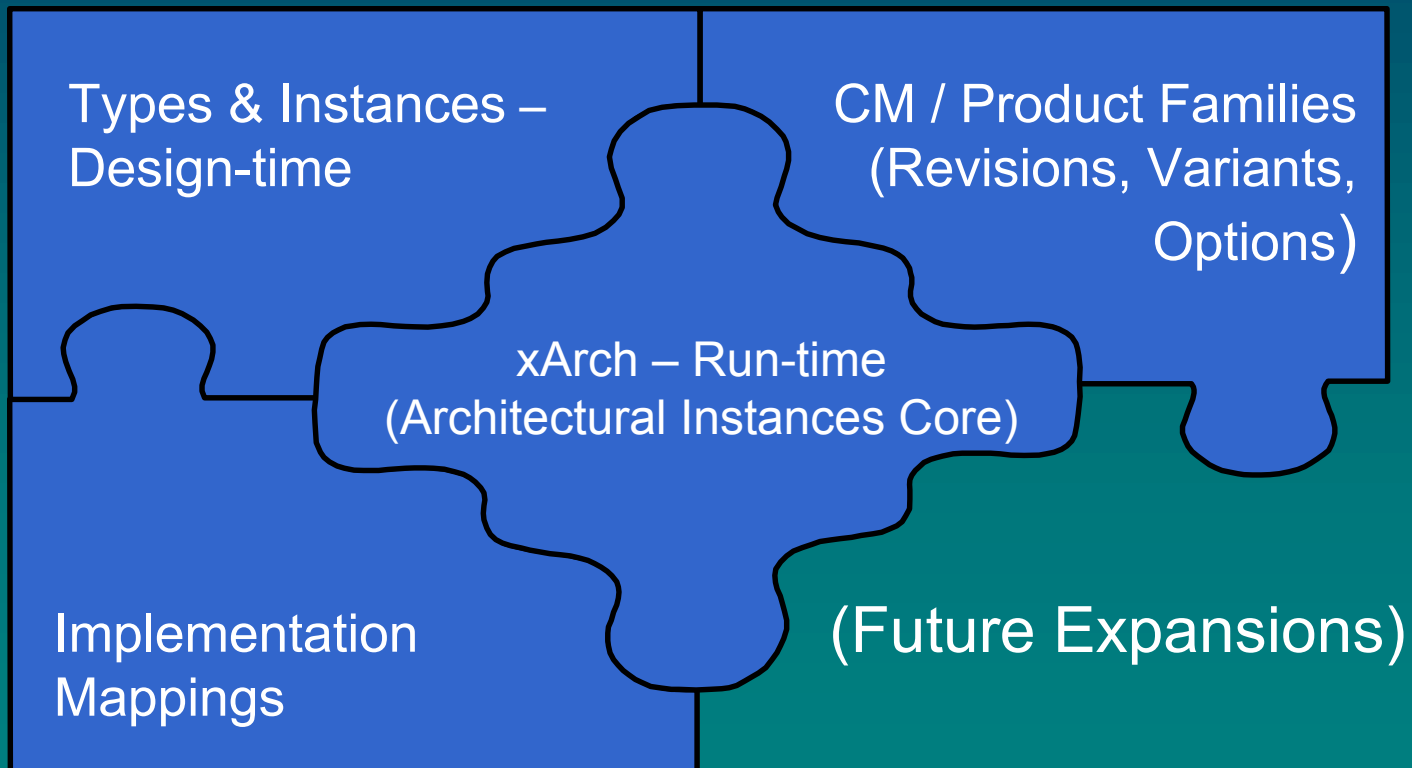 Types & Instances –
Design-time
CM / Product Families
(Revisions, Variants,
Options)
xArch – Run-time
(Architectural Instances Core)
Implementation
Mappings
(Future Expansions)